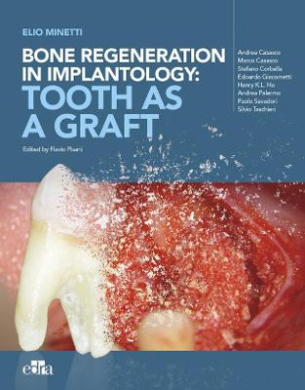 ELIO MINETTI
BONE REGENERATION
IN IMPLANTOLOGY:
TOOTH AS
A GRAFT
Edited by Flavio Pisani
Andrea Casasco
Marco Casasco
Stefano Corbella
Edoardo Giacometti
Henry K.L. Ho
Andrea Palermo
Paolo Savadori
Silvio Taschieri
edra